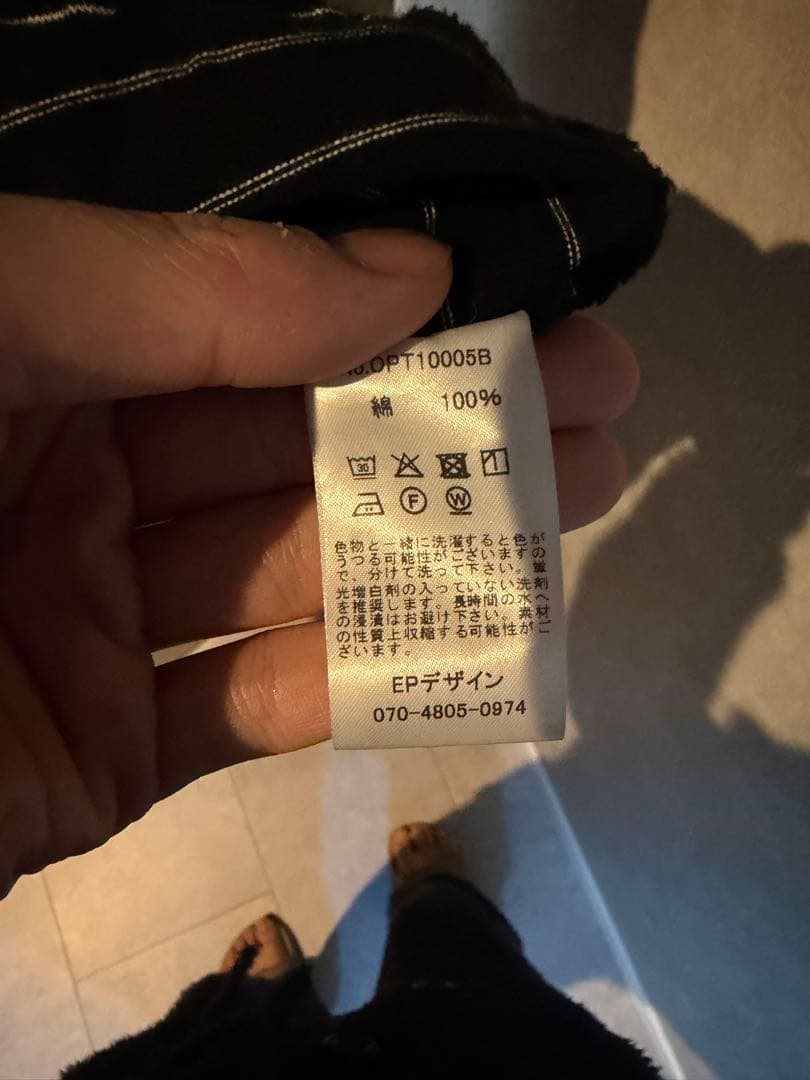 No.OPT10005B
綿 100%
30
F W
色物と一緒に洗濯すると色が
うつる可能性がございますの
で、分けて洗って下さい。蛍
光増白剤の入っていない洗剤
を推奨します。長時間の水へ
の浸漬はお避け下さい。素材
の性質上収縮する可能性がご
ざいます。
EPデザイン
070-4805-0974